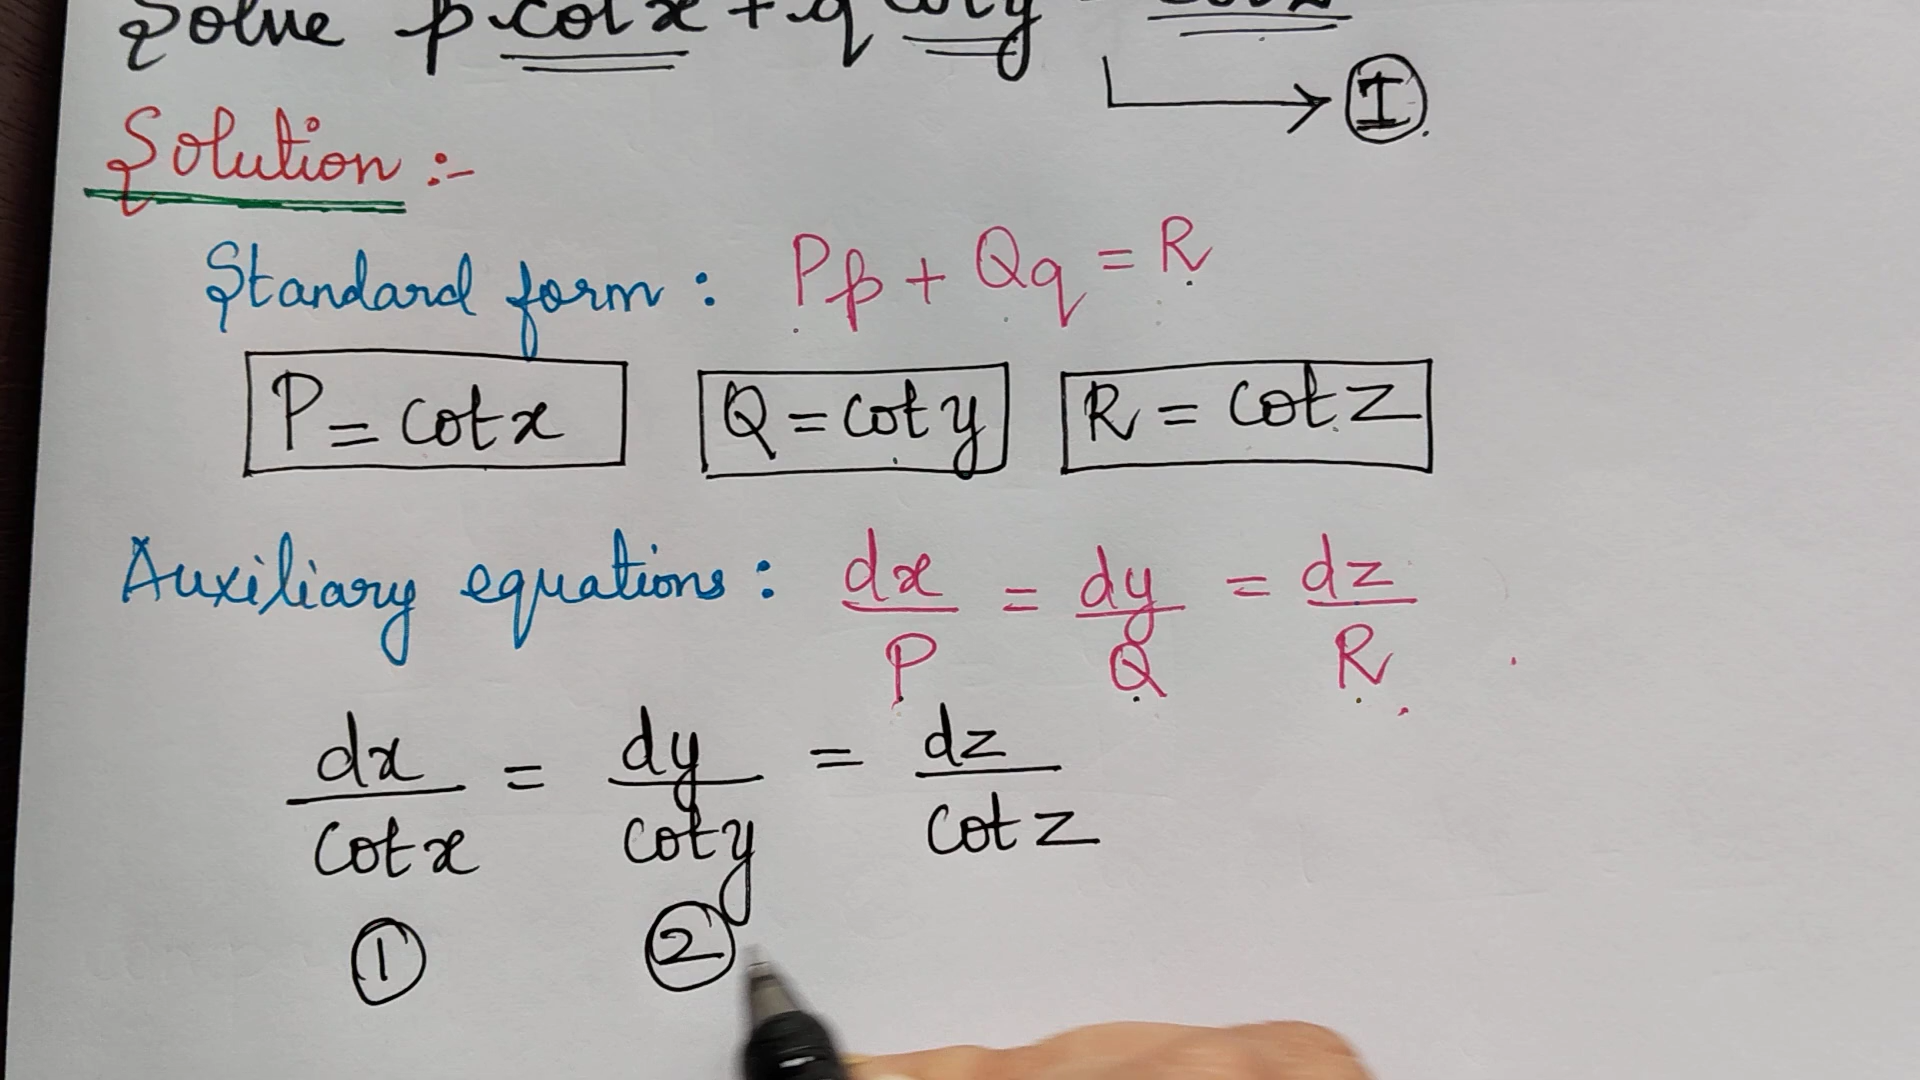 Solve p cot x + q cot y = cot z
I
Solution :-
Standard form : Pp + Qq = R
P = cot x Q = cot y R = cot z
Auxiliary equations : dx/P = dy/Q = dz/R
dx/cot x = dy/cot y = dz/cot z
1 2